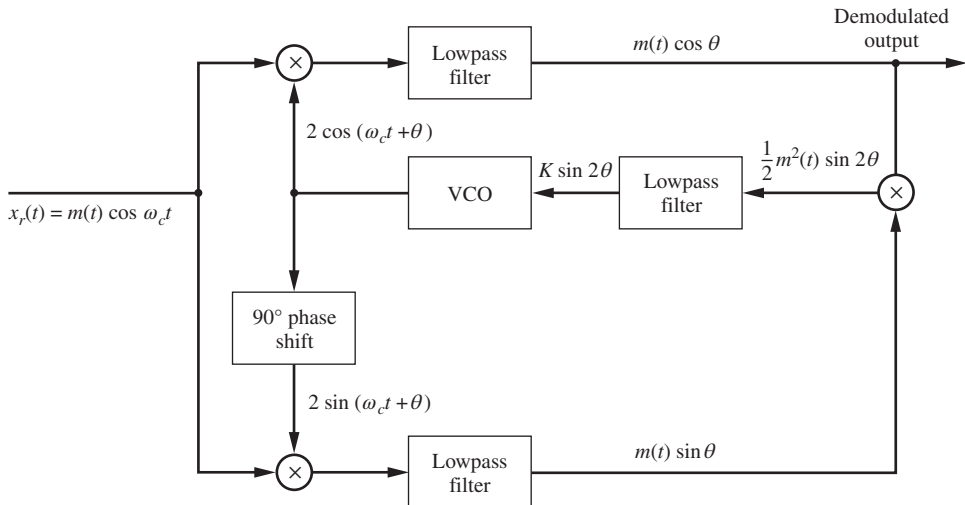 Demodulated
output
Lowpass
filter
m(t) cos θ
×
2 cos (ω_c t + θ)
1/2 m²(t) sin 2θ
K sin 2θ
VCO
Lowpass
filter
×
x_r(t) = m(t) cos ω_c t
90° phase
shift
2 sin (ω_c t + θ)
×
Lowpass
filter
m(t) sin θ